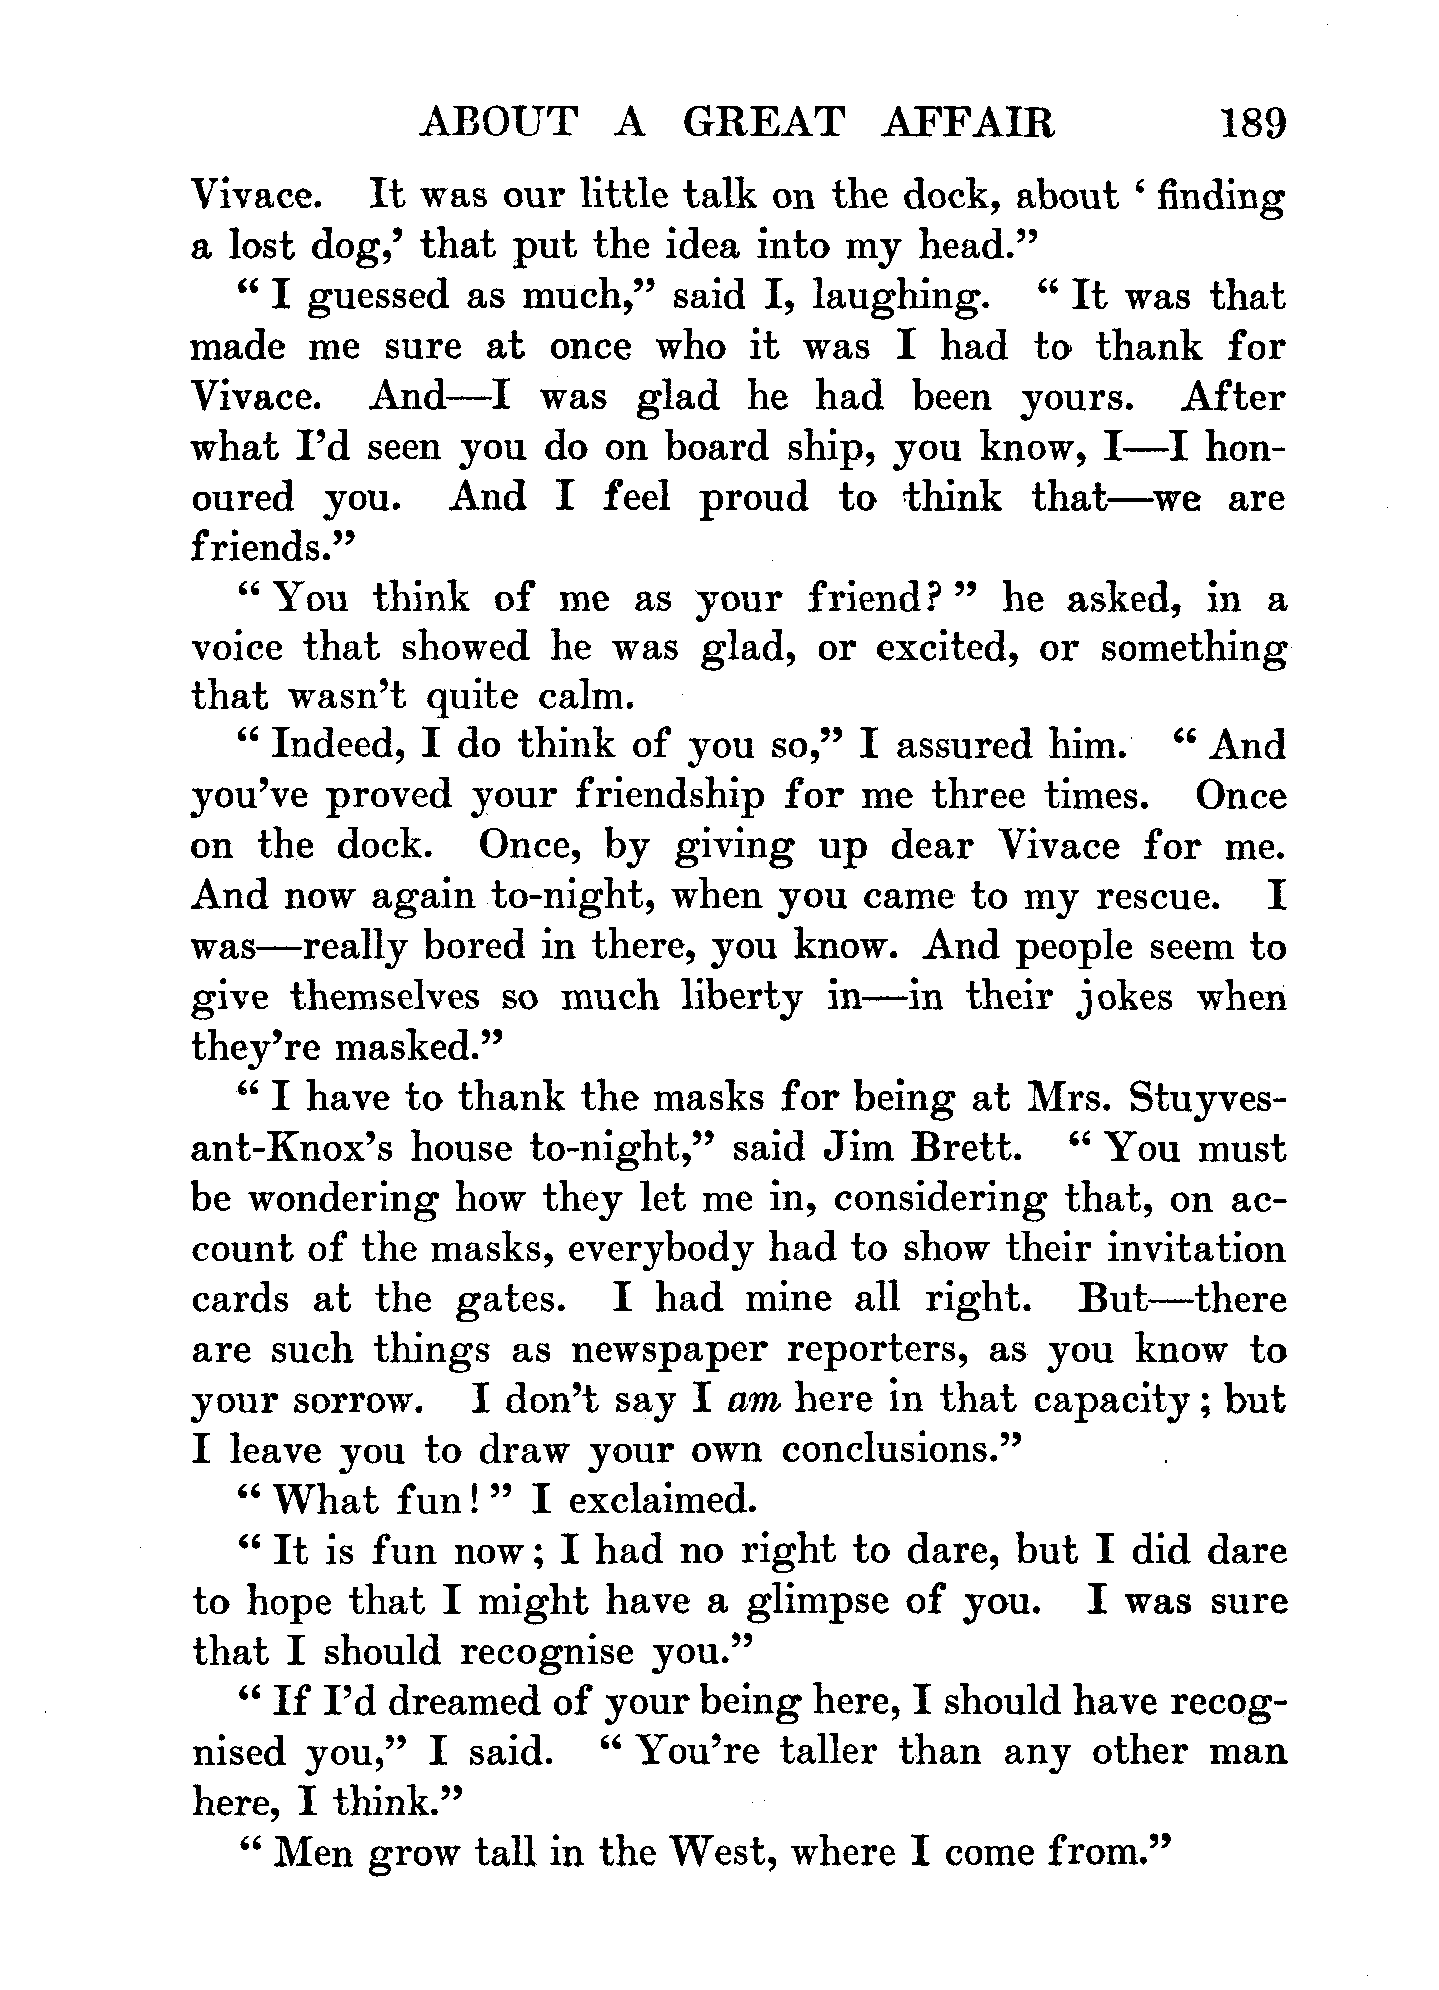 ABOUT A GREAT AFFAIR 189
Vivace. It was our little talk on the dock, about ‘ finding
a lost dog,’ that put the idea into my head.”
“ I guessed as much,” said I, laughing. “ It was that
made me sure at once who it was I had to thank for
Vivace. And—I was glad he had been yours. After
what I’d seen you do on board ship, you know, I—I hon-
oured you. And I feel proud to think that—we are
friends.”
“ You think of me as your friend? ” he asked, in a
voice that showed he was glad, or excited, or something
that wasn’t quite calm.
“ Indeed, I do think of you so,” I assured him. “ And
you’ve proved your friendship for me three times. Once
on the dock. Once, by giving up dear Vivace for me.
And now again to-night, when you came to my rescue. I
was—really bored in there, you know. And people seem to
give themselves so much liberty in—in their jokes when
they’re masked.”
“ I have to thank the masks for being at Mrs. Stuyves-
ant-Knox’s house to-night,” said Jim Brett. “ You must
be wondering how they let me in, considering that, on ac-
count of the masks, everybody had to show their invitation
cards at the gates. I had mine all right. But—there
are such things as newspaper reporters, as you know to
your sorrow. I don’t say I am here in that capacity; but
I leave you to draw your own conclusions.”
“ What fun! ” I exclaimed.
“ It is fun now; I had no right to dare, but I did dare
to hope that I might have a glimpse of you. I was sure
that I should recognise you.”
“ If I’d dreamed of your being here, I should have recog-
nised you,” I said. “ You’re taller than any other man
here, I think.”
“ Men grow tall in the West, where I come from.”